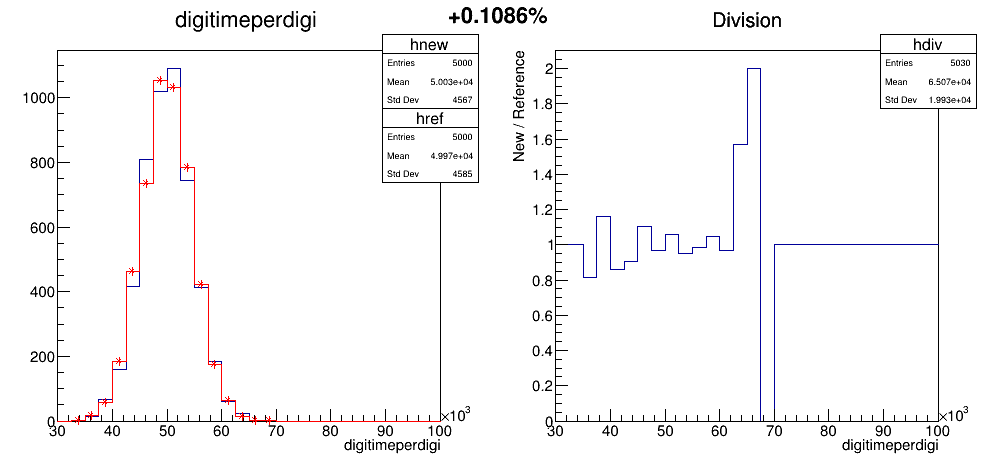 +0.1086%
digitimeperdigi
hnew
Entries 5000
Mean 5.003e+04
Std Dev 4567
href
Entries 5000
Mean 4.997e+04
Std Dev 4585
1000
800
600
400
200
0
30 40 50 60 70 80 90 100
×10³
digitimeperdigi
Division
hdiv
Entries 5030
Mean 6.507e+04
Std Dev 1.993e+04
New / Reference
2
1.8
1.6
1.4
1.2
1
0.8
0.6
0.4
0.2
0
30 40 50 60 70 80 90 100
×10³
digitimeperdigi